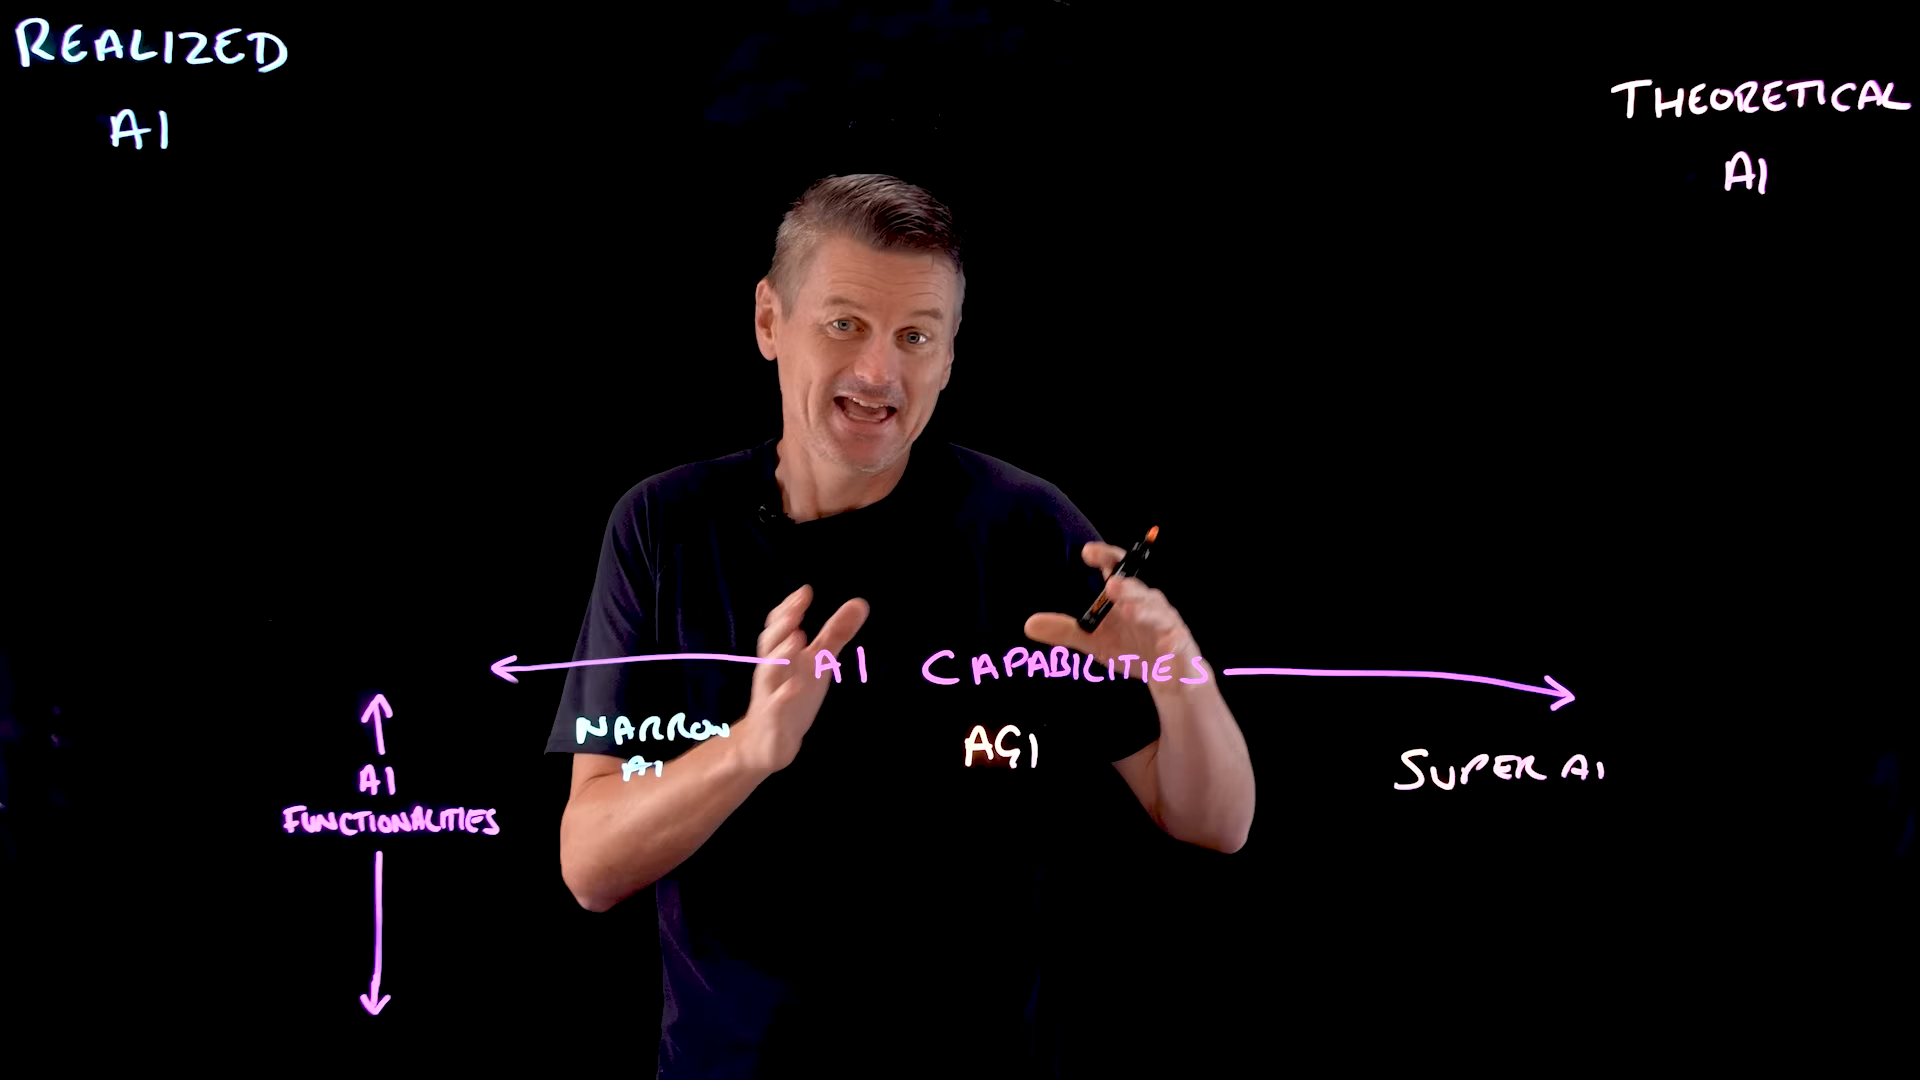 REALIZED
AI
THEORETICAL
AI
AI CAPABILITIES
NARROW
AI
AGI
SUPER AI
AI
FUNCTIONALITIES